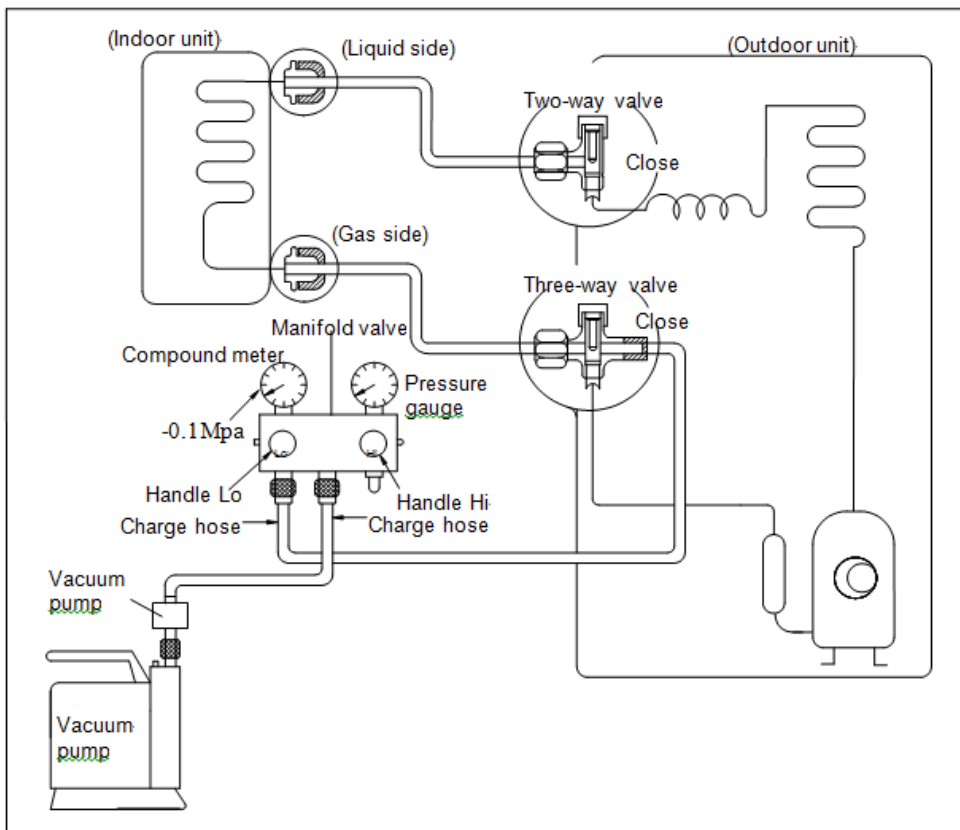 (Indoor unit)
(Liquid side)
(Outdoor unit)
Two-way valve
Close
(Gas side)
Three-way valve
Close
Manifold valve
Compound meter
Pressure
gauge
-0.1Mpa
Lo
Handle Lo
Handle Hi
Charge hose
Charge hose
Vacuum
pump
Vacuum
pump